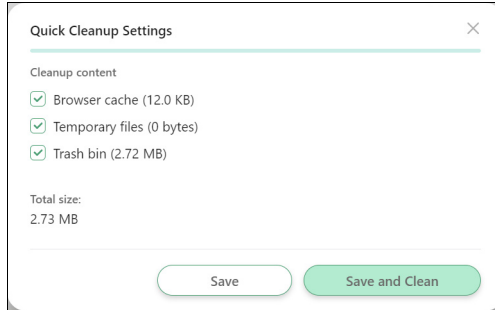 Quick Cleanup Settings
Cleanup content
Browser cache (12.0 KB)
Temporary files (0 bytes)
Trash bin (2.72 MB)
Total size:
2.73 MB
Save
Save and Clean